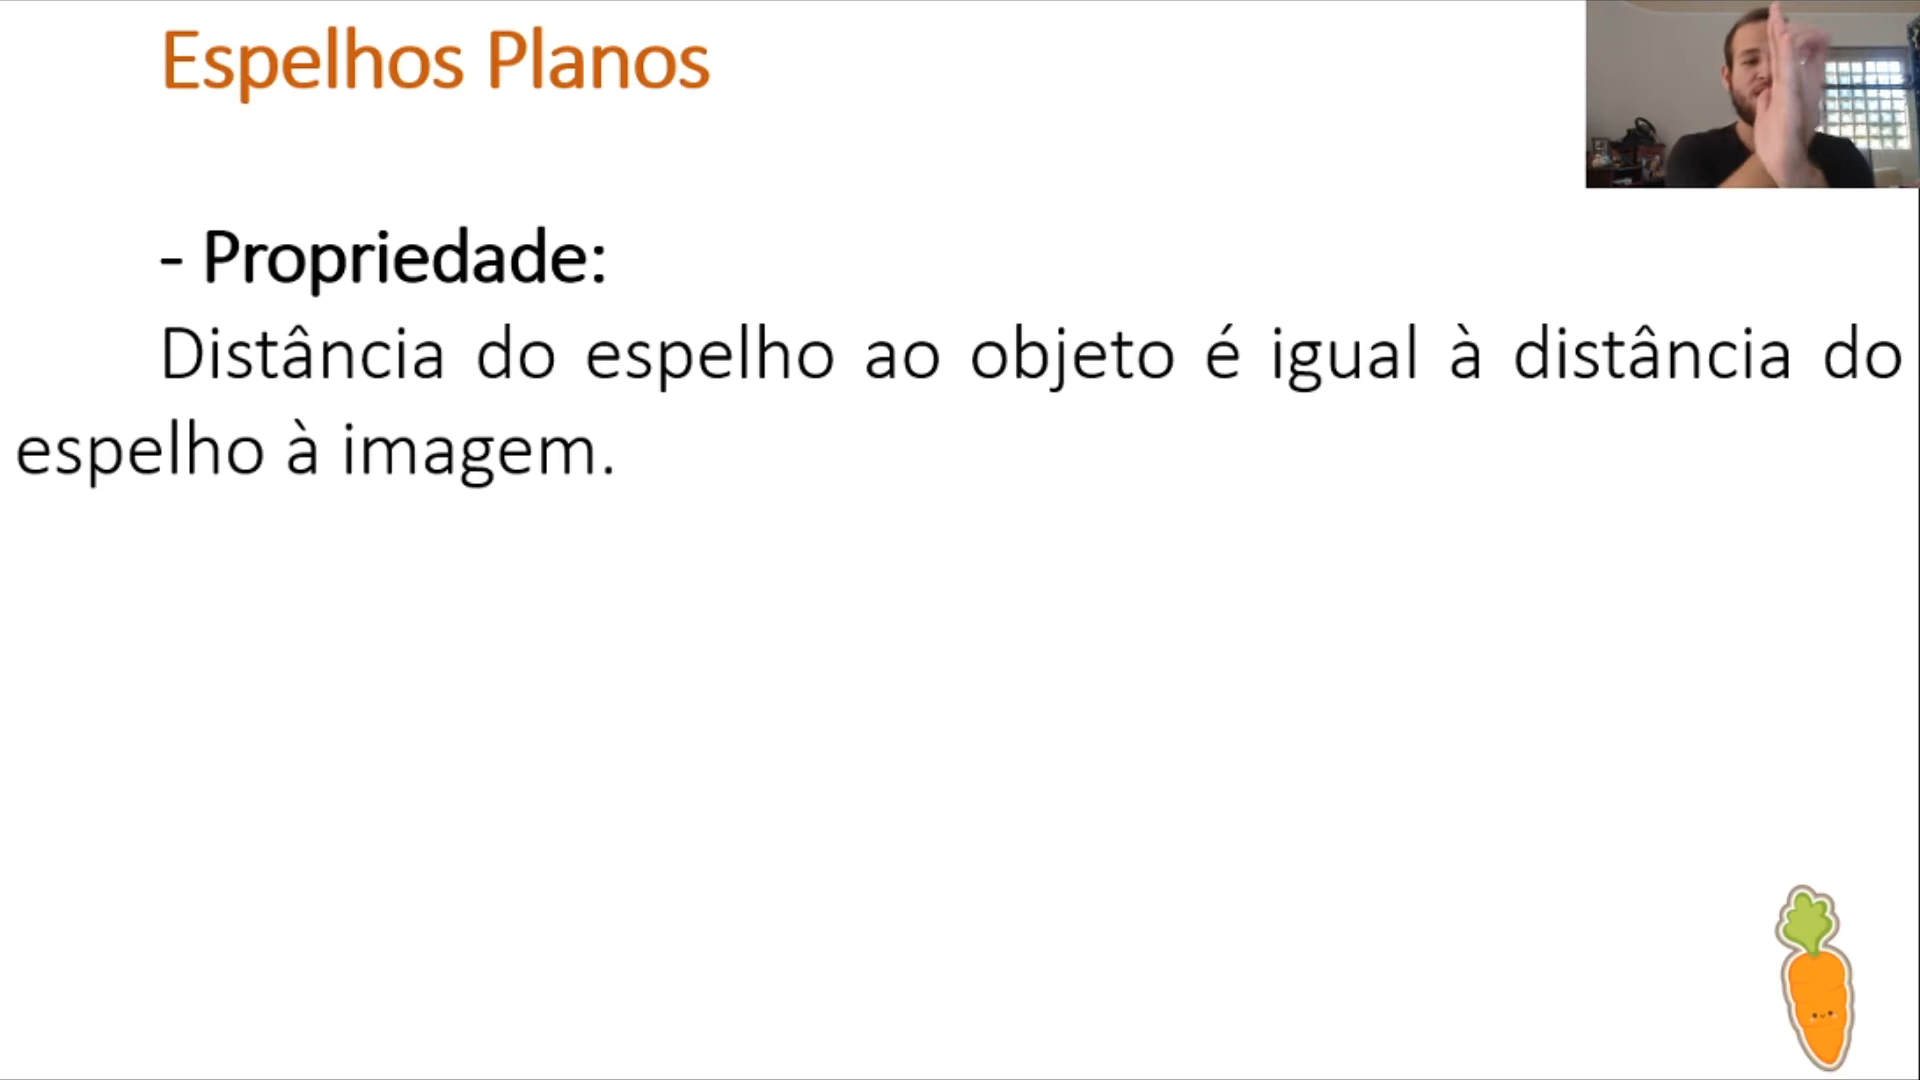 Espelhos Planos
- Propriedade:
Distância do espelho ao objeto é igual à distância do
espelho à imagem.